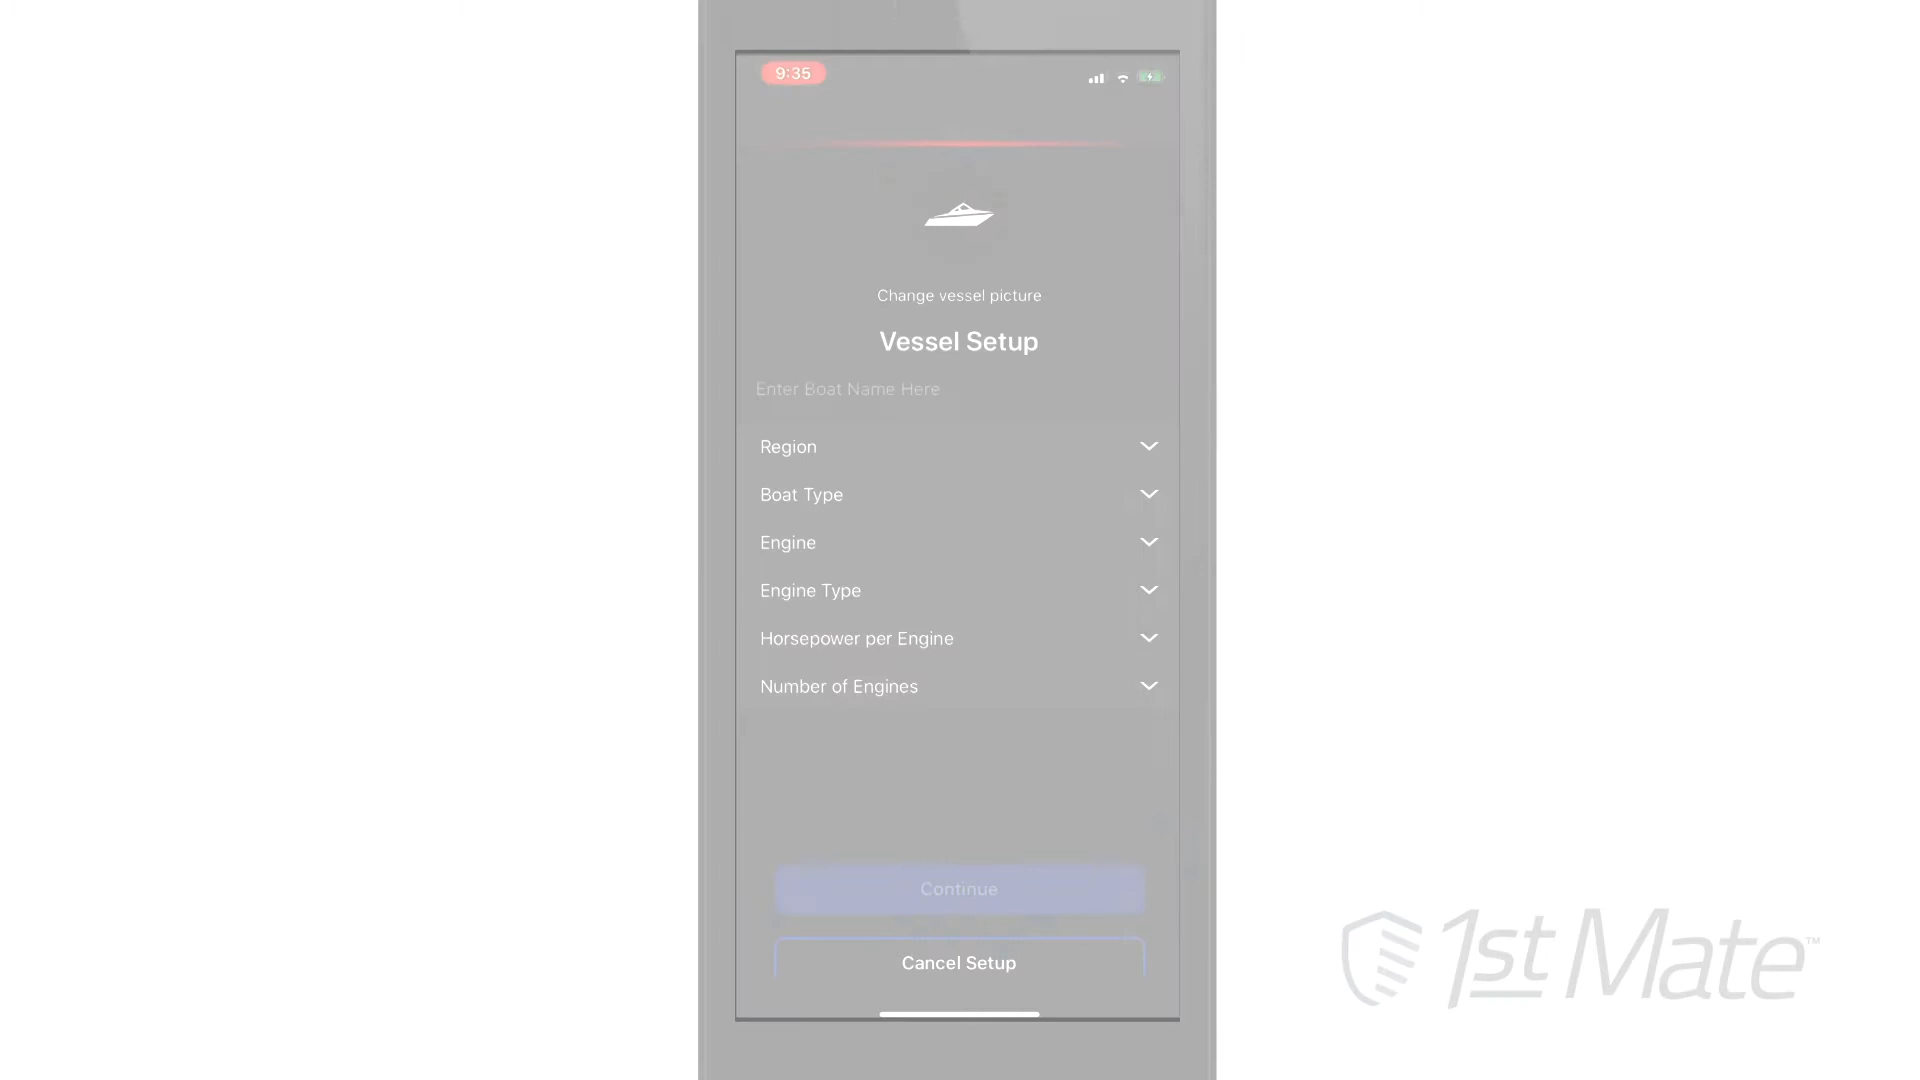 9:35
Change vessel picture
Vessel Setup
Enter Boat Name Here
Region
Boat Type
Engine
Engine Type
Horsepower per Engine
Number of Engines
Continue
Cancel Setup
1st Mate™